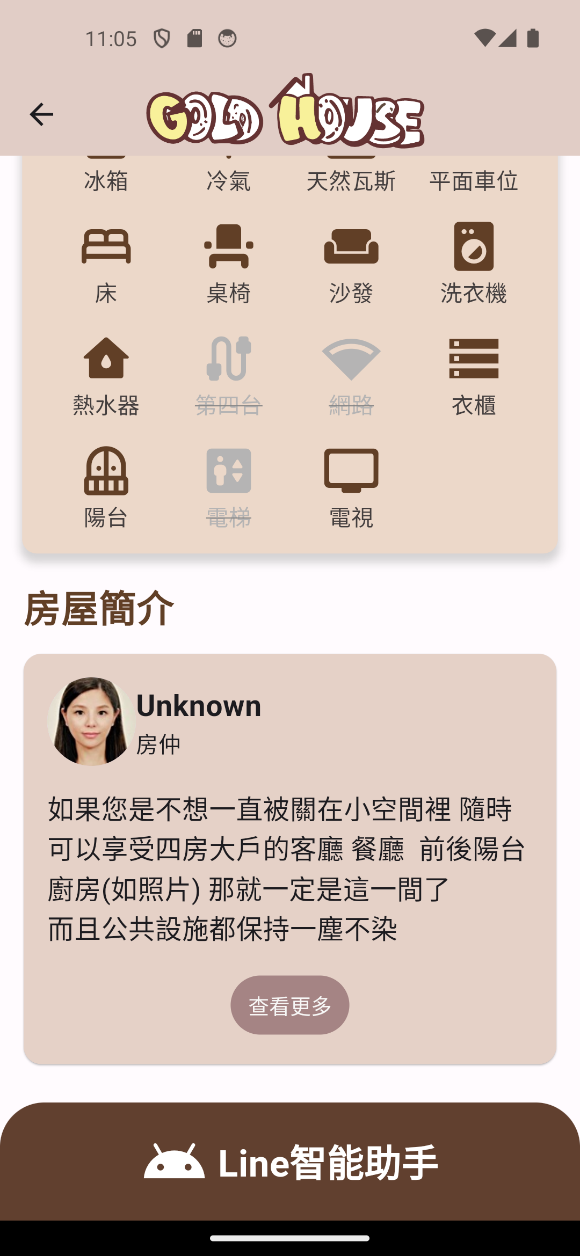 11:05
GOLD HOUSE
冰箱 冷氣 天然瓦斯 平面車位
床 桌椅 沙發 洗衣機
熱水器 第四台 網路 衣櫃
陽台 電梯 電視
房屋簡介
Unknown
房仲
如果您是不想一直被關在小空間裡 隨時
可以享受四房大戶的客廳 餐廳  前後陽台
廚房(如照片) 那就一定是這一間了
而且公共設施都保持一塵不染
查看更多
Line智能助手